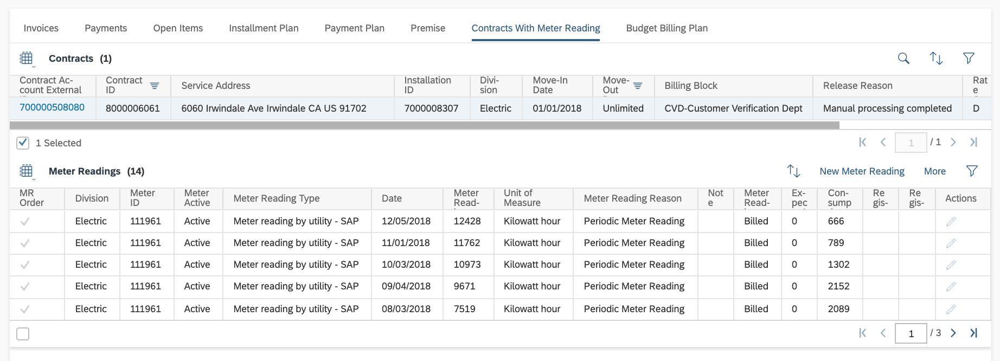 Invoices Payments Open Items Installment Plan Payment Plan Premise Contracts With Meter Reading Budget Billing Plan
Contracts (1)
Contract Ac-
count External
Contract
ID
Service Address
Installation
ID
Divi-
sion
Move-In
Date
Move-
Out
Billing Block
Release Reason
Rat
e
700000508080 8000006061 6060 Irwindale Ave Irwindale CA US 91702 7000008307 Electric 01/01/2018 Unlimited CVD-Customer Verification Dept Manual processing completed D
1 Selected
1 / 1
Meter Readings (14)
New Meter Reading More
MR
Order
Division
Meter
ID
Meter
Active
Meter Reading Type
Date
Meter
Read-
Unit of
Measure
Meter Reading Reason
Not
e
Meter
Read-
Ex-
pec
Con-
sump
Re
gis-
Re
gis-
Actions
Electric 111961 Active Meter reading by utility - SAP 12/05/2018 12428 Kilowatt hour Periodic Meter Reading Billed 0 666
Electric 111961 Active Meter reading by utility - SAP 11/01/2018 11762 Kilowatt hour Periodic Meter Reading Billed 0 789
Electric 111961 Active Meter reading by utility - SAP 10/03/2018 10973 Kilowatt hour Periodic Meter Reading Billed 0 1302
Electric 111961 Active Meter reading by utility - SAP 09/04/2018 9671 Kilowatt hour Periodic Meter Reading Billed 0 2152
Electric 111961 Active Meter reading by utility - SAP 08/03/2018 7519 Kilowatt hour Periodic Meter Reading Billed 0 2089
1 / 3